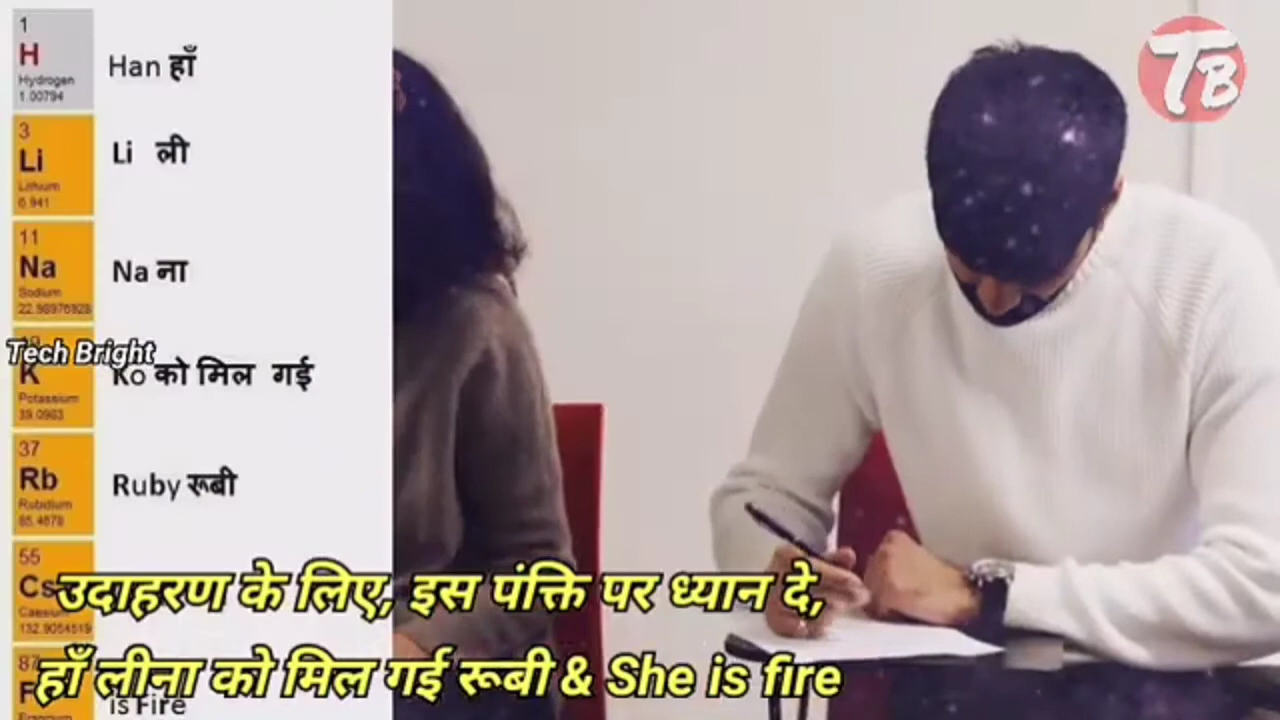 1
H
Hydrogen
1.00794
Han हाँ
3
Li
Lithium
6.941
Li ली
11
Na
Sodium
22.98976928
Na ना
K
Potassium
39.0983
Ko को मिल गई
Tech Bright
37
Rb
Rubidium
85.4678
Ruby रूबी
55
Cs
Caesium
132.9054519
87
is Fire
उदाहरण के लिए, इस पंक्ति पर ध्यान दे,
हाँ लीना को मिल गई रूबी & She is fire
TB